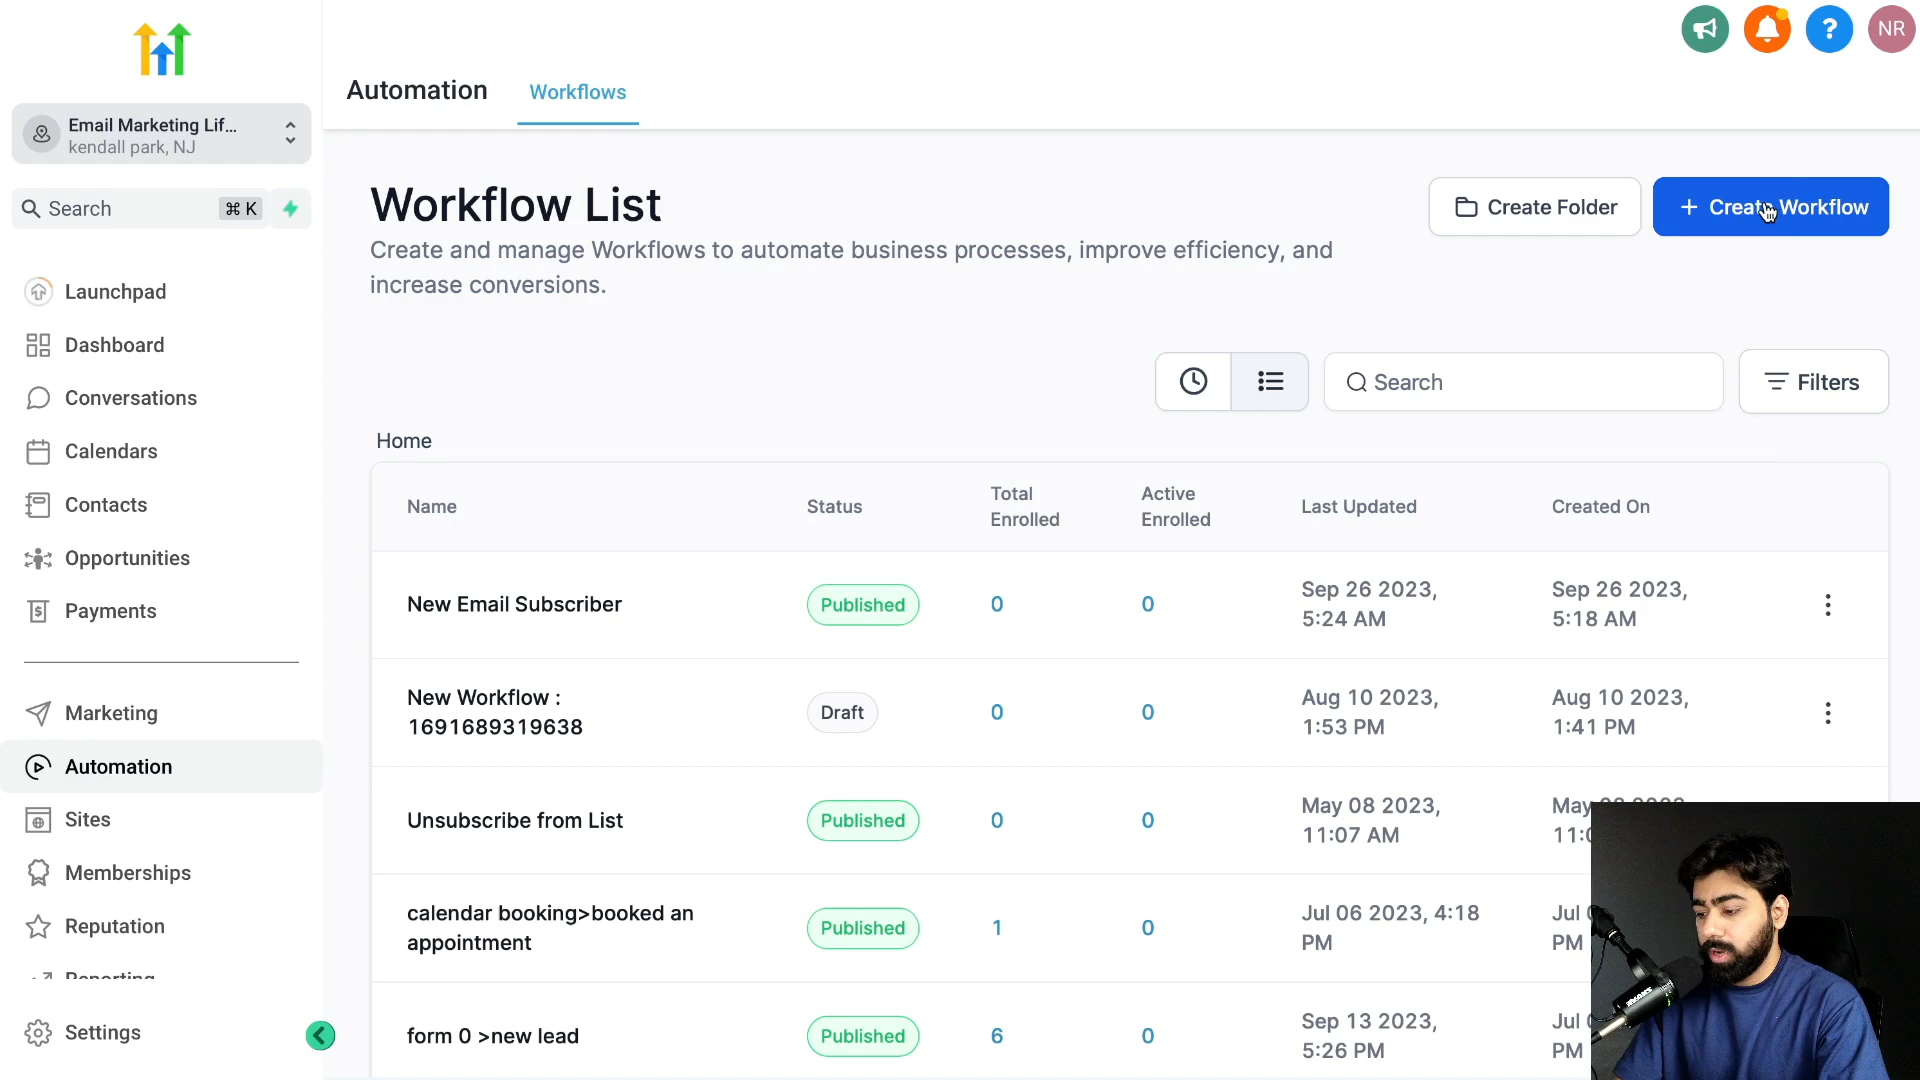 NR
Automation
Workflows
Email Marketing Lif...
kendall park, NJ
Search
⌘ K
Workflow List
Create Folder
+ Create Workflow
Create and manage Workflows to automate business processes, improve efficiency, and
increase conversions.
Launchpad
Dashboard
Conversations
Calendars
Contacts
Opportunities
Payments
Marketing
Automation
Sites
Memberships
Reputation
Reporting
Settings
Search
Filters
Home
Name
Status
Total
Enrolled
Active
Enrolled
Last Updated
Created On
New Email Subscriber
Published
0
0
Sep 26 2023,
5:24 AM
Sep 26 2023,
5:18 AM
New Workflow :
1691689319638
Draft
0
0
Aug 10 2023,
1:53 PM
Aug 10 2023,
1:41 PM
Unsubscribe from List
Published
0
0
May 08 2023,
11:07 AM
May
calendar booking>booked an
appointment
Published
1
0
Jul 06 2023, 4:18
PM
Jul
PM
form 0 >new lead
Published
6
0
Sep 13 2023,
5:26 PM
Jul
PM